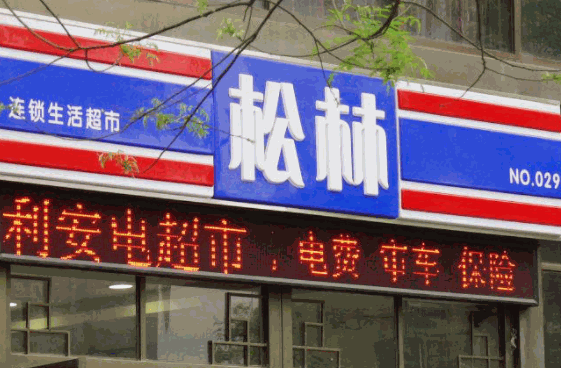 连锁生活超市
松林
NO.029
利安电超市，电费 审车 保险